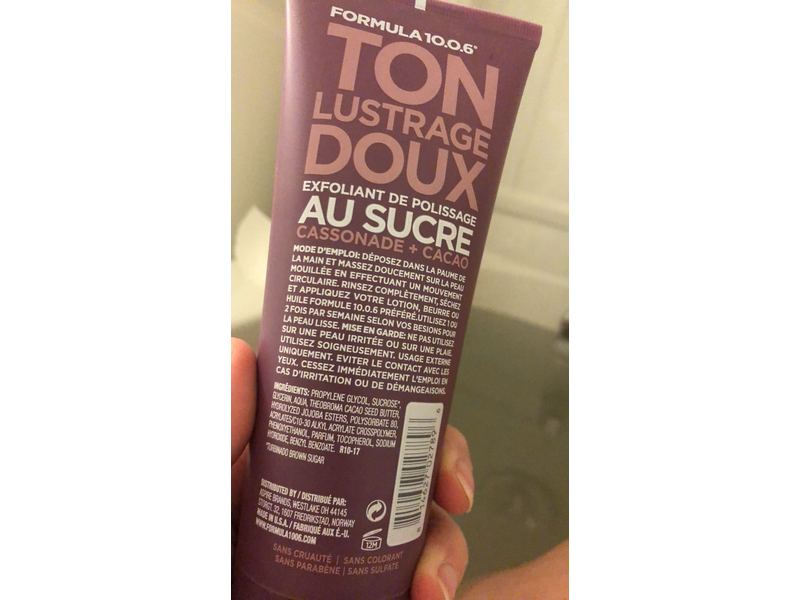 FORMULA 10.0.6
TON
LUSTRAGE
DOUX
EXFOLIANT DE POLISSAGE
AU SUCRE
CASSONADE + CACAO
MODE D'EMPLOI: DÉPOSEZ DANS LA PAUME DE
LA MAIN ET MASSEZ DOUCEMENT SUR LA PEAU
MOUILLÉE EN EFFECTUANT UN MOUVEMENT
CIRCULAIRE. RINSEZ COMPLÈTEMENT, SÉCHEZ
ET APPLIQUEZ VOTRE LOTION, BEURRE OU
HUILE FORMULE 10.0.6 PRÉFÉRÉ.UTILISEZ 1 OU
2 FOIS PAR SEMAINE SELON VOS BESIONS POUR
LA PEAU LISSE. MISE EN GARDE: NE PAS UTILISEZ
SUR UNE PEAU IRRITÉE OU SUR UNE PLAIE.
UTILISEZ SOIGNEUSEMENT. USAGE EXTERNE
UNIQUEMENT. EVITER LE CONTACT AVEC LES
YEUX. CESSEZ IMMÉDIATEMENT L'EMPLOI EN
CAS D'IRRITATION OU DE DÉMANGEAISONS.
INGRÉDIENTS: PROPYLENE GLYCOL, SUCROSE*,
GLYCERIN, AQUA, THEOBROMA CACAO SEED BUTTER,
HYDROLYZED JOJOBA ESTERS, POLYSORBATE 80,
ACRYLATES/C10-30 ALKYL ACRYLATE CROSSPOLYMER,
PHENOXYETHANOL, PARFUM, TOCOPHEROL, SODIUM
HYDROXIDE, BENZYL BENZOATE. R10-17
*TURBINADO BROWN SUGAR
DISTRIBUTED BY / DISTRIBUÉ PAR:
ASPIRE BRANDS, WESTLAKE OH 44145
STORGT. 32, 1607 FREDRIKSTAD, NORWAY
MADE IN U.S.A. / FABRIQUÉ AUX É.-U.
WWW.FORMULA1006.COM
12M
SANS CRUAUTÉ | SANS COLORANT
SANS PARABÈNE | SANS SULFATE